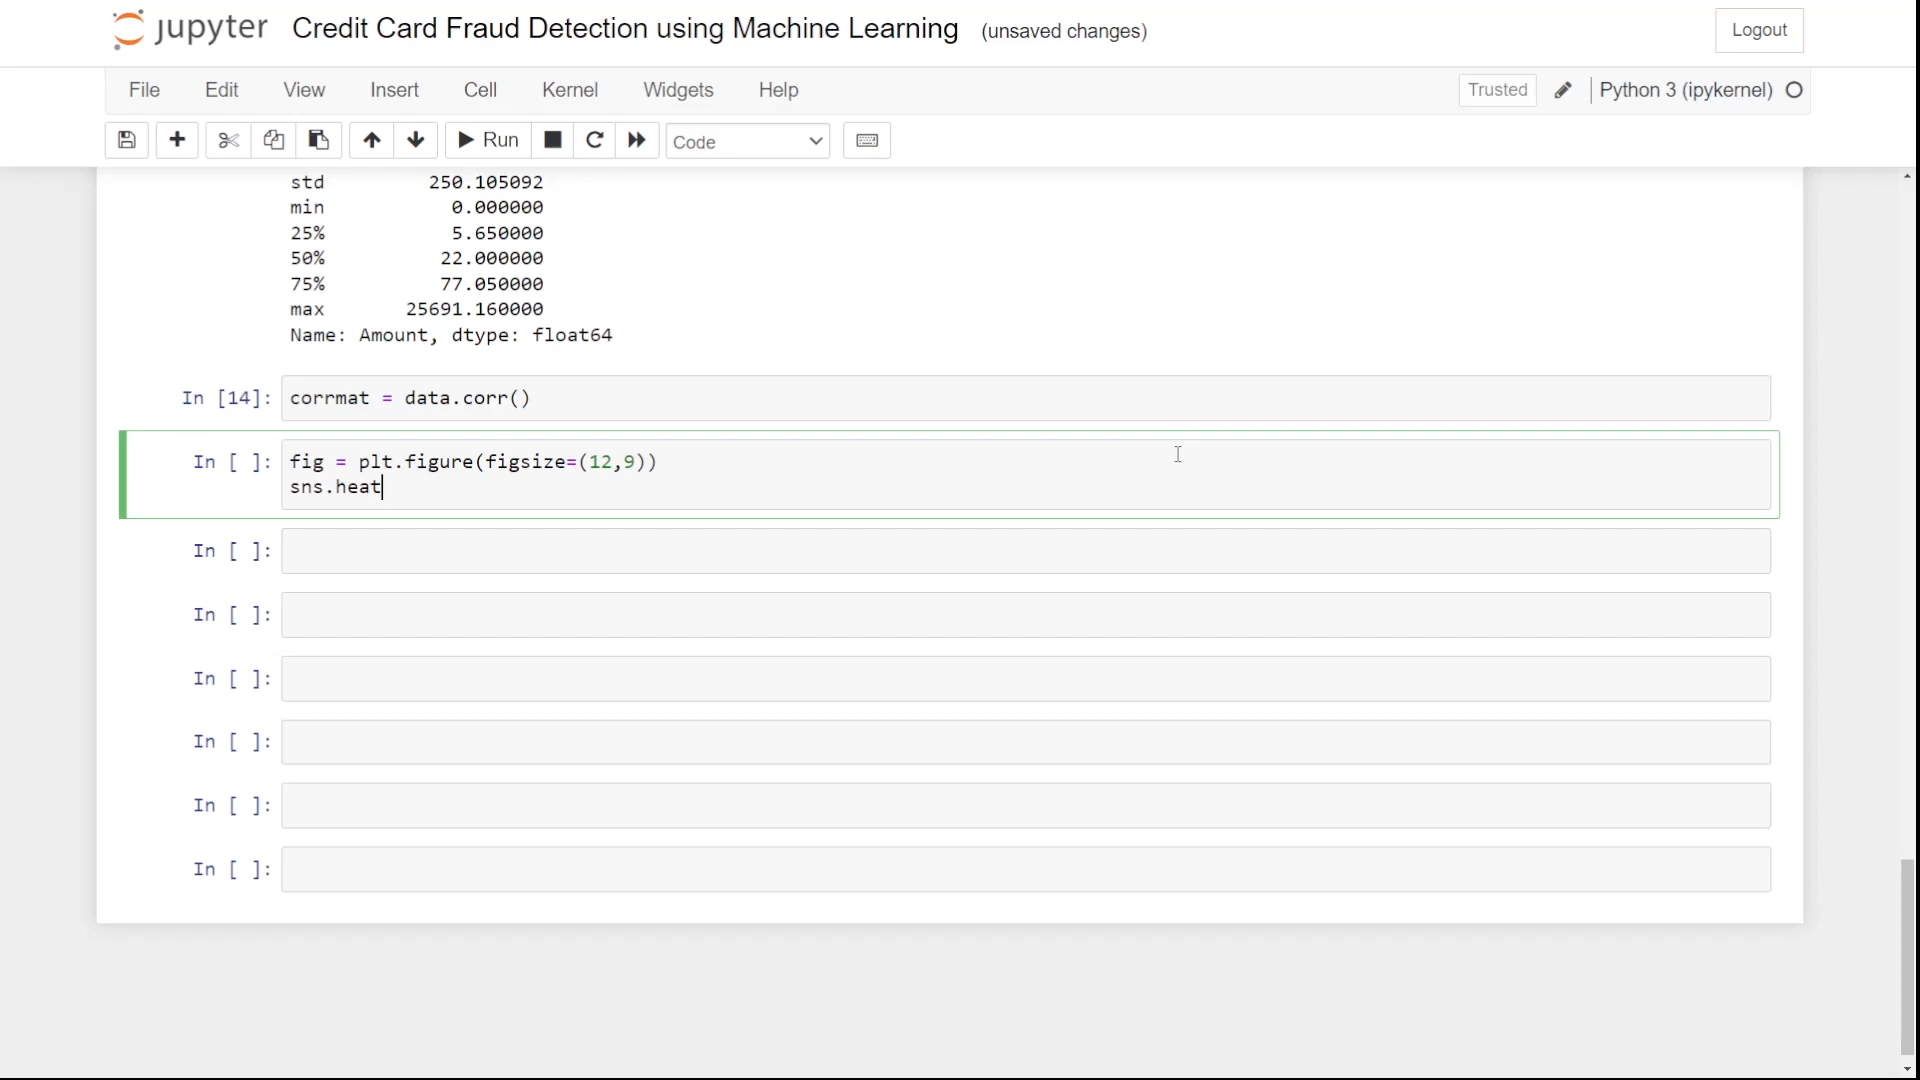 jupyter Credit Card Fraud Detection using Machine Learning (unsaved changes) Logout
File Edit View Insert Cell Kernel Widgets Help Trusted Python 3 (ipykernel)
Run Code
std 250.105092
min 0.000000
25% 5.650000
50% 22.000000
75% 77.050000
max 25691.160000
Name: Amount, dtype: float64
In [14]: corrmat = data.corr()
In [ ]: fig = plt.figure(figsize=(12,9))
sns.heat
In [ ]:
In [ ]:
In [ ]:
In [ ]:
In [ ]:
In [ ]: